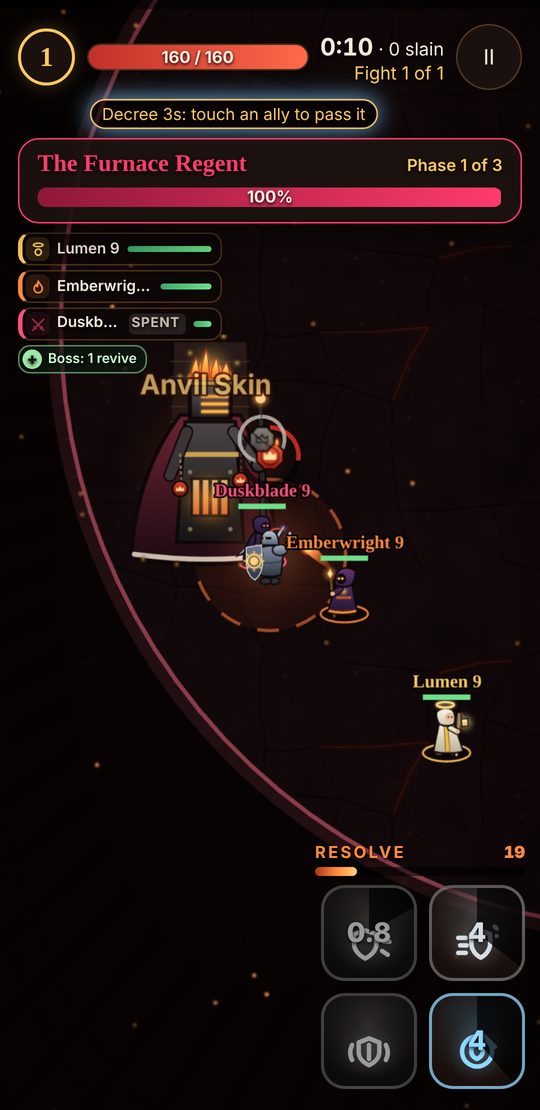 1
160 / 160
0:10 · 0 slain
Fight 1 of 1
Decree 3s: touch an ally to pass it
The Furnace Regent
Phase 1 of 3
100%
Lumen 9
Emberwrig...
Duskb...
SPENT
Boss: 1 revive
Anvil Skin
Duskblade 9
Emberwright 9
Lumen 9
RESOLVE
19
0.8
4
4